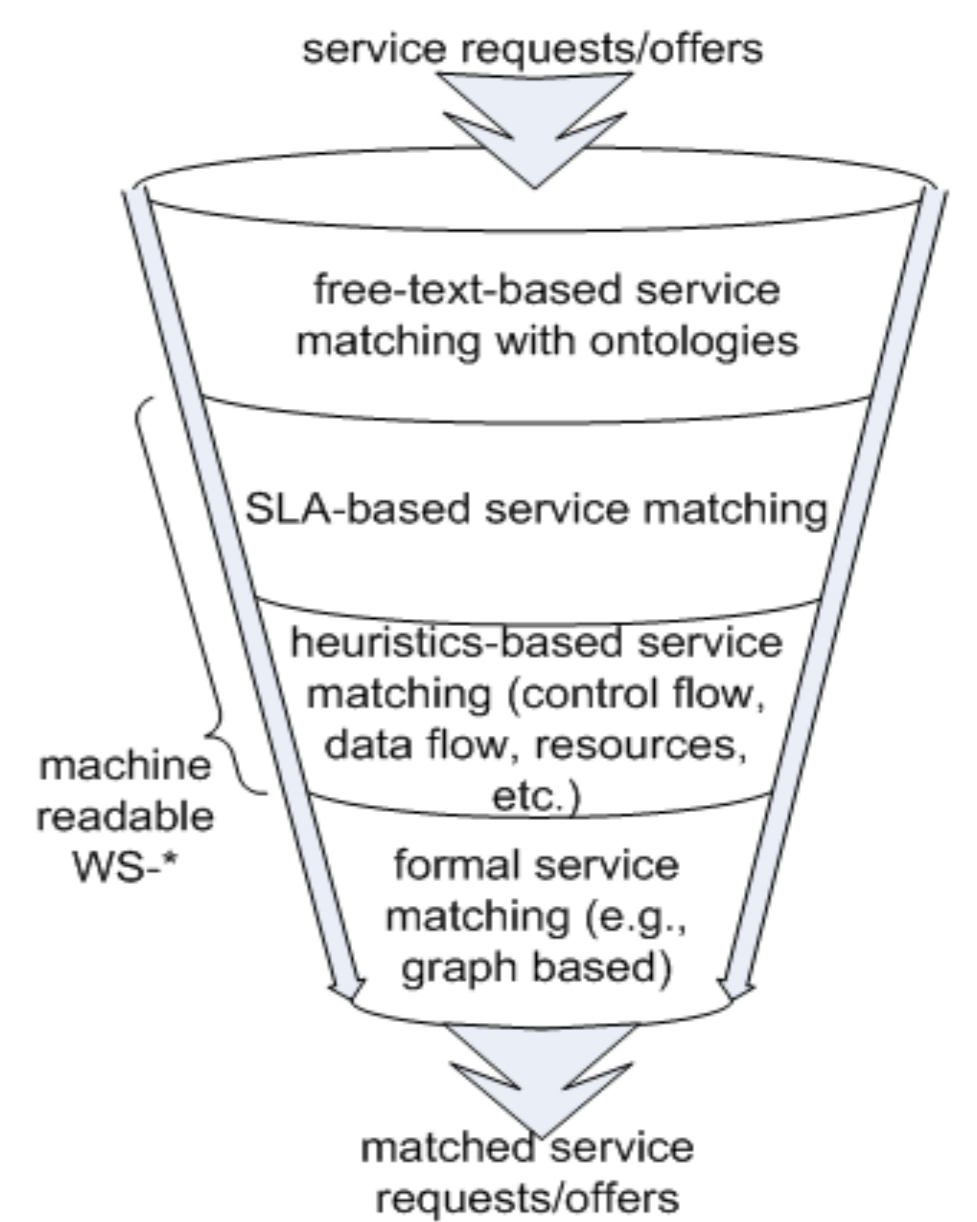 service requests/offers
free-text-based service
matching with ontologies
SLA-based service matching
heuristics-based service
matching (control flow,
data flow, resources,
etc.)
machine
readable
WS-*
formal service
matching (e.g.,
graph based)
matched service
requests/offers